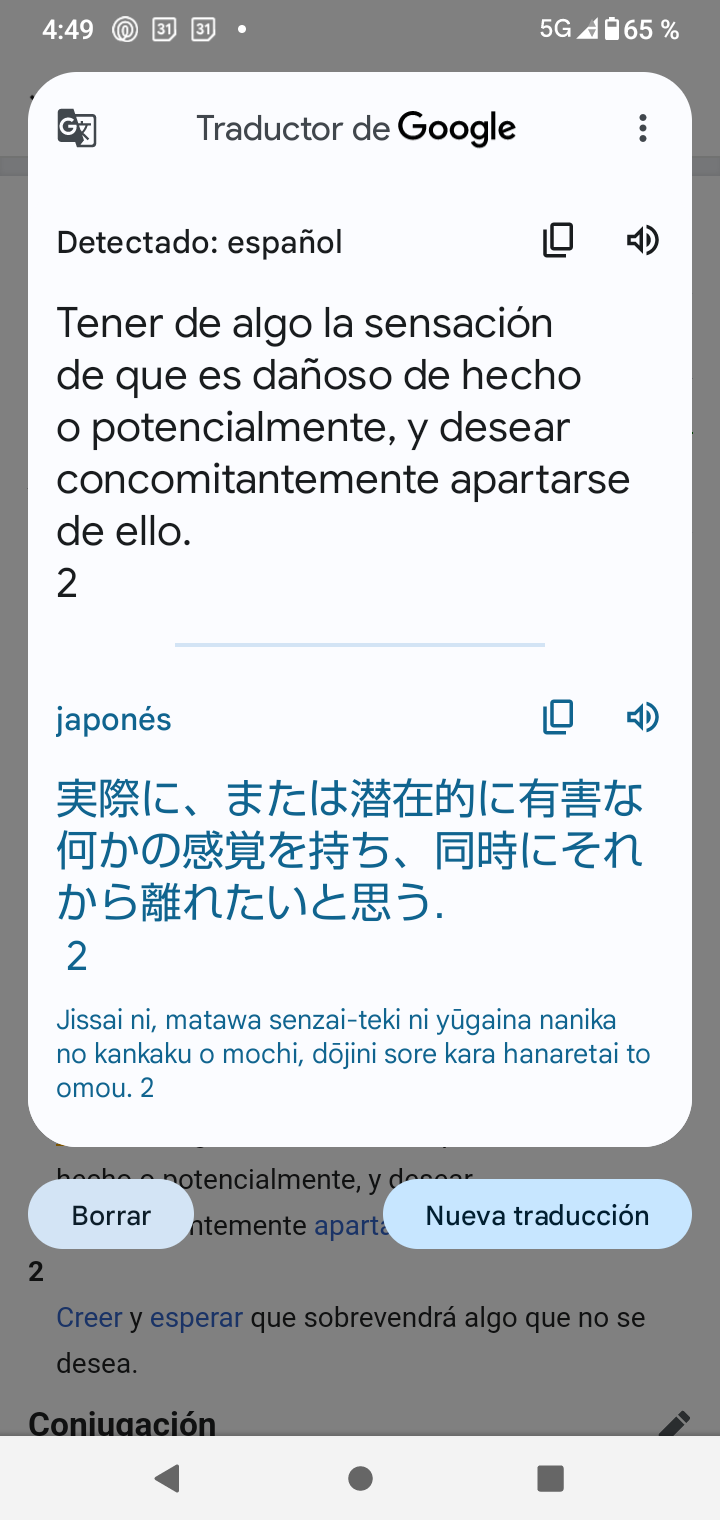 4:49 31 31 5G 65 %
Traductor de Google
Detectado: español
Tener de algo la sensación
de que es dañoso de hecho
o potencialmente, y desear
concomitantemente apartarse
de ello.
2
japonés
実際に、または潜在的に有害な
何かの感覚を持ち、同時にそれ
から離れたいと思う.
2
Jissai ni, matawa senzai-teki ni yūgaina nanika
no kankaku o mochi, dōjini sore kara hanaretai to
omou. 2
hecho o potencialmente, y desear
Borrar
ntemente aparta
Nueva traducción
2
Creer y esperar que sobrevendrá algo que no se
desea.
Conjugación